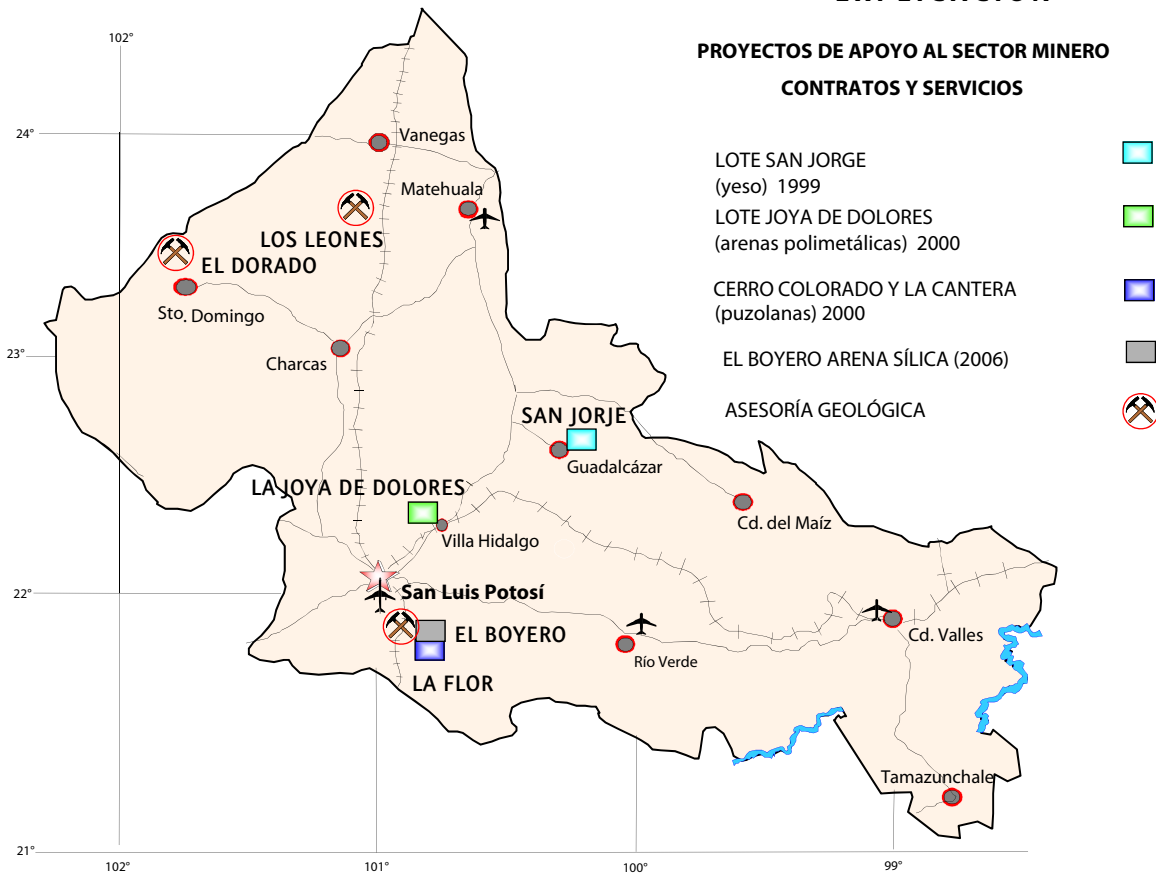 PROYECTOS DE APOYO AL SECTOR MINERO
CONTRATOS Y SERVICIOS
LOTE SAN JORGE
(yeso) 1999
LOTE JOYA DE DOLORES
(arenas polimetálicas) 2000
CERRO COLORADO Y LA CANTERA
(puzolanas) 2000
EL BOYERO ARENA SÍLICA (2006)
ASESORÍA GEOLÓGICA
102°
24°
Vanegas
Matehuala
LOS LEONES
EL DORADO
Sto. Domingo
23°
Charcas
SAN JORJE
Guadalcázar
LA JOYA DE DOLORES
Cd. del Maíz
Villa Hidalgo
22°
San Luis Potosí
EL BOYERO
Cd. Valles
Río Verde
LA FLOR
Tamazunchale
21°
102°
101°
100°
99°